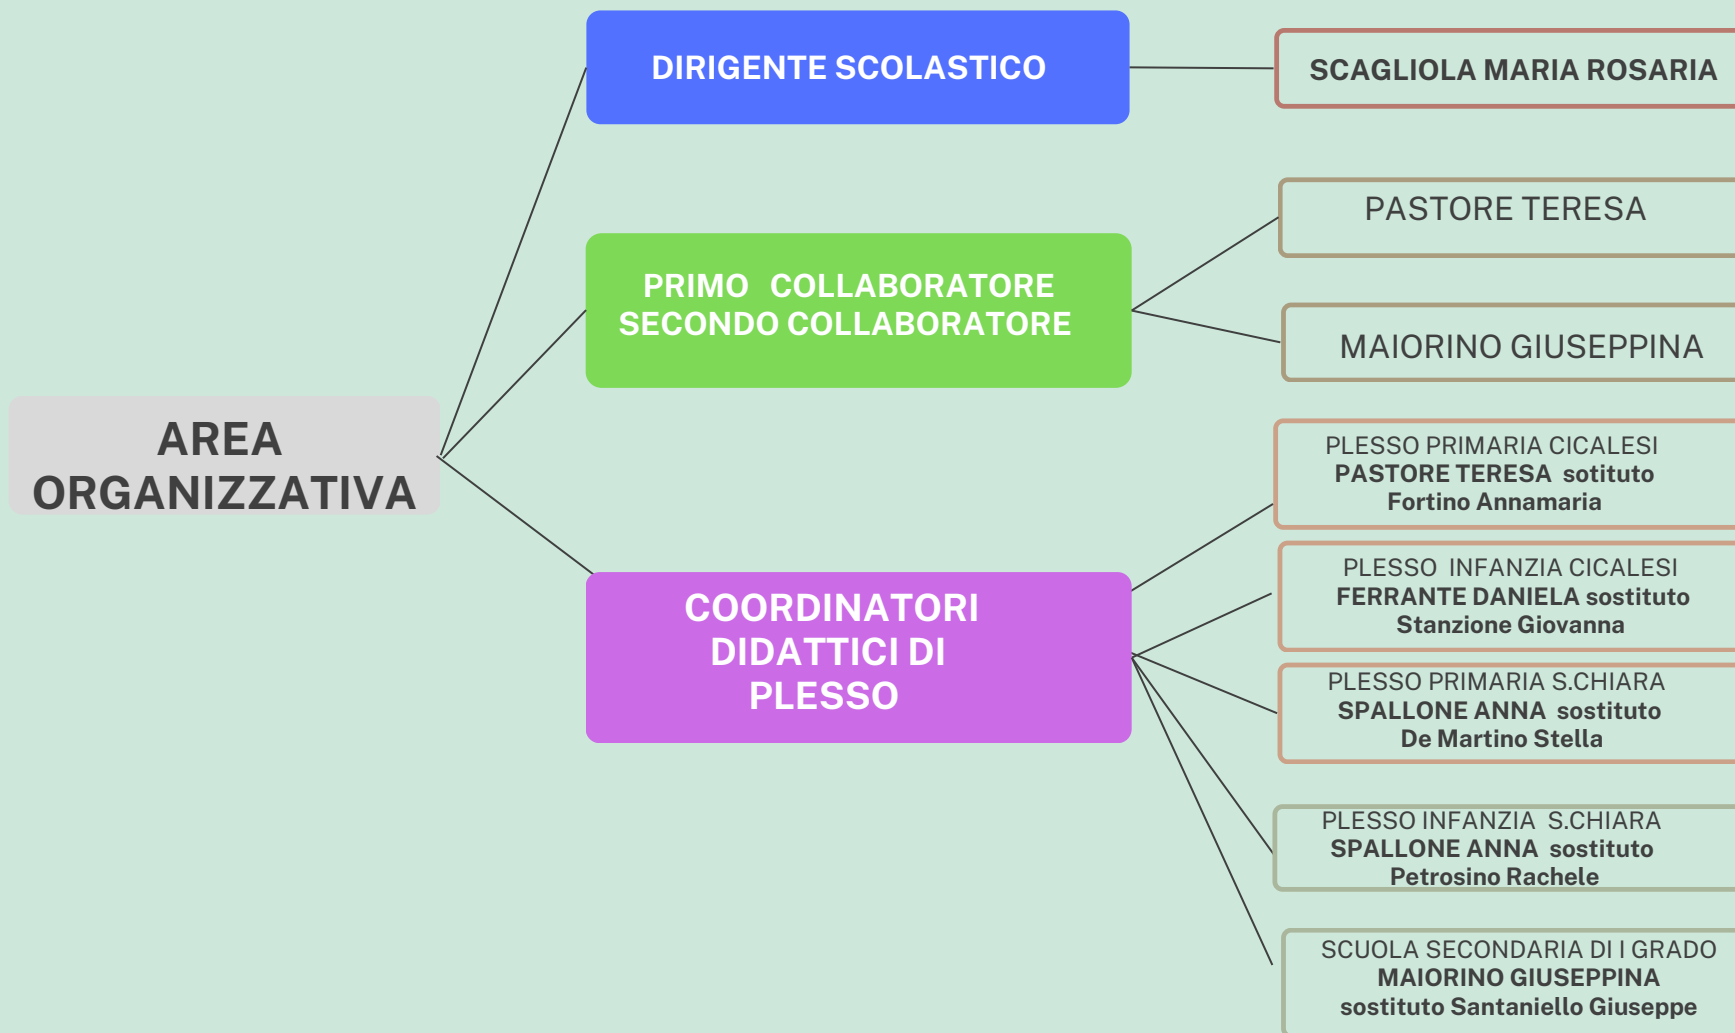 AREA
ORGANIZZATIVA
DIRIGENTE SCOLASTICO
SCAGLIOLA MARIA ROSARIA
PRIMO COLLABORATORE
SECONDO COLLABORATORE
PASTORE TERESA
MAIORINO GIUSEPPINA
COORDINATORI
DIDATTICI DI
PLESSO
PLESSO PRIMARIA CICALESI
PASTORE TERESA sotituto
Fortino Annamaria
PLESSO INFANZIA CICALESI
FERRANTE DANIELA sostituto
Stanzione Giovanna
PLESSO PRIMARIA S.CHIARA
SPALLONE ANNA sostituto
De Martino Stella
PLESSO INFANZIA S.CHIARA
SPALLONE ANNA sostituto
Petrosino Rachele
SCUOLA SECONDARIA DI I GRADO
MAIORINO GIUSEPPINA
sostituto Santaniello Giuseppe